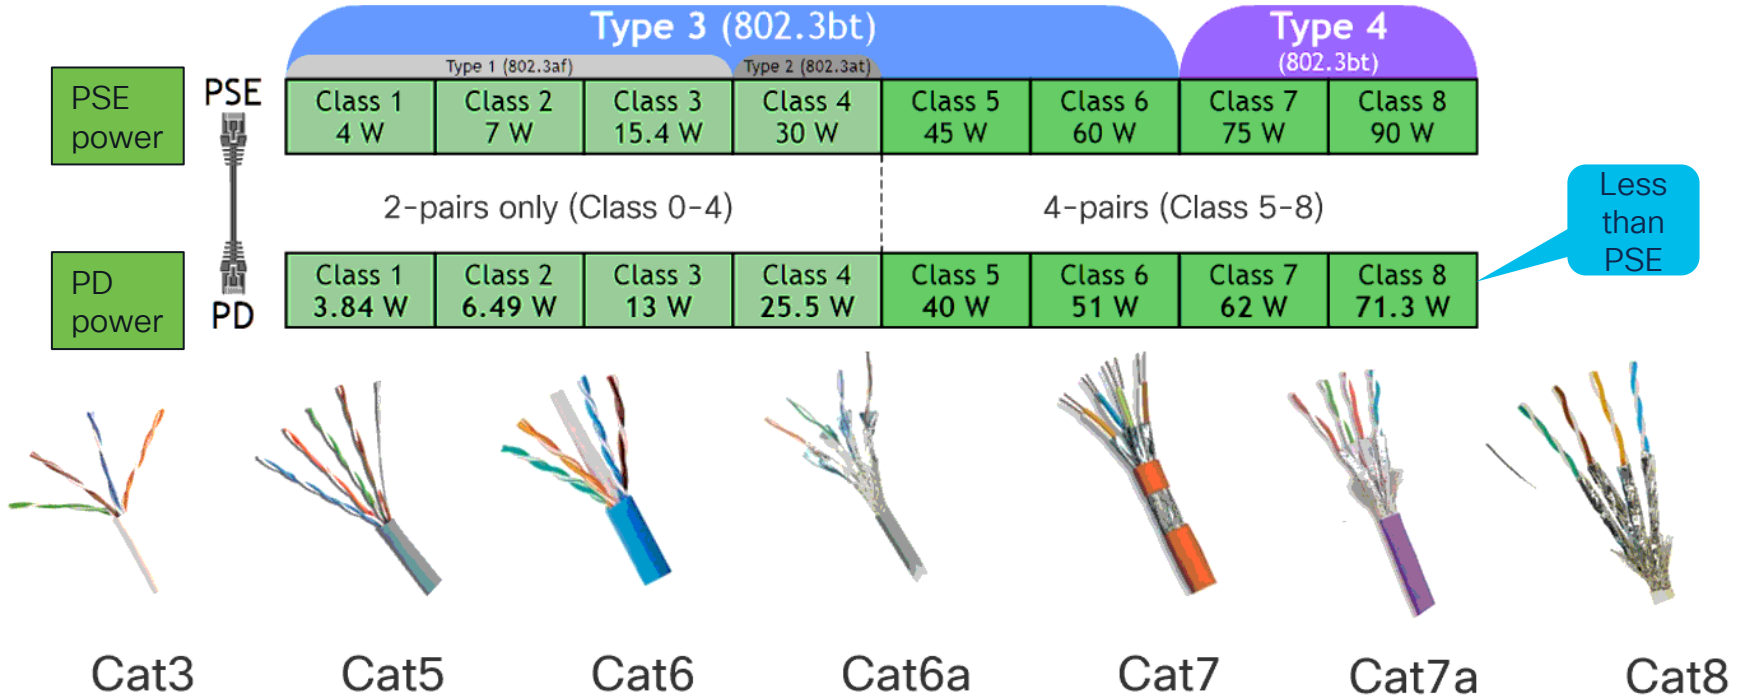 Type 3 (802.3bt)
Type 4
(802.3bt)
Type 1 (802.3af)
Type 2 (802.3at)
PSE
power
PSE
Class 1
4 W
Class 2
7 W
Class 3
15.4 W
Class 4
30 W
Class 5
45 W
Class 6
60 W
Class 7
75 W
Class 8
90 W
2-pairs only (Class 0-4)
4-pairs (Class 5-8)
Less
than
PSE
PD
power
PD
Class 1
3.84 W
Class 2
6.49 W
Class 3
13 W
Class 4
25.5 W
Class 5
40 W
Class 6
51 W
Class 7
62 W
Class 8
71.3 W
Cat3
Cat5
Cat6
Cat6a
Cat7
Cat7a
Cat8